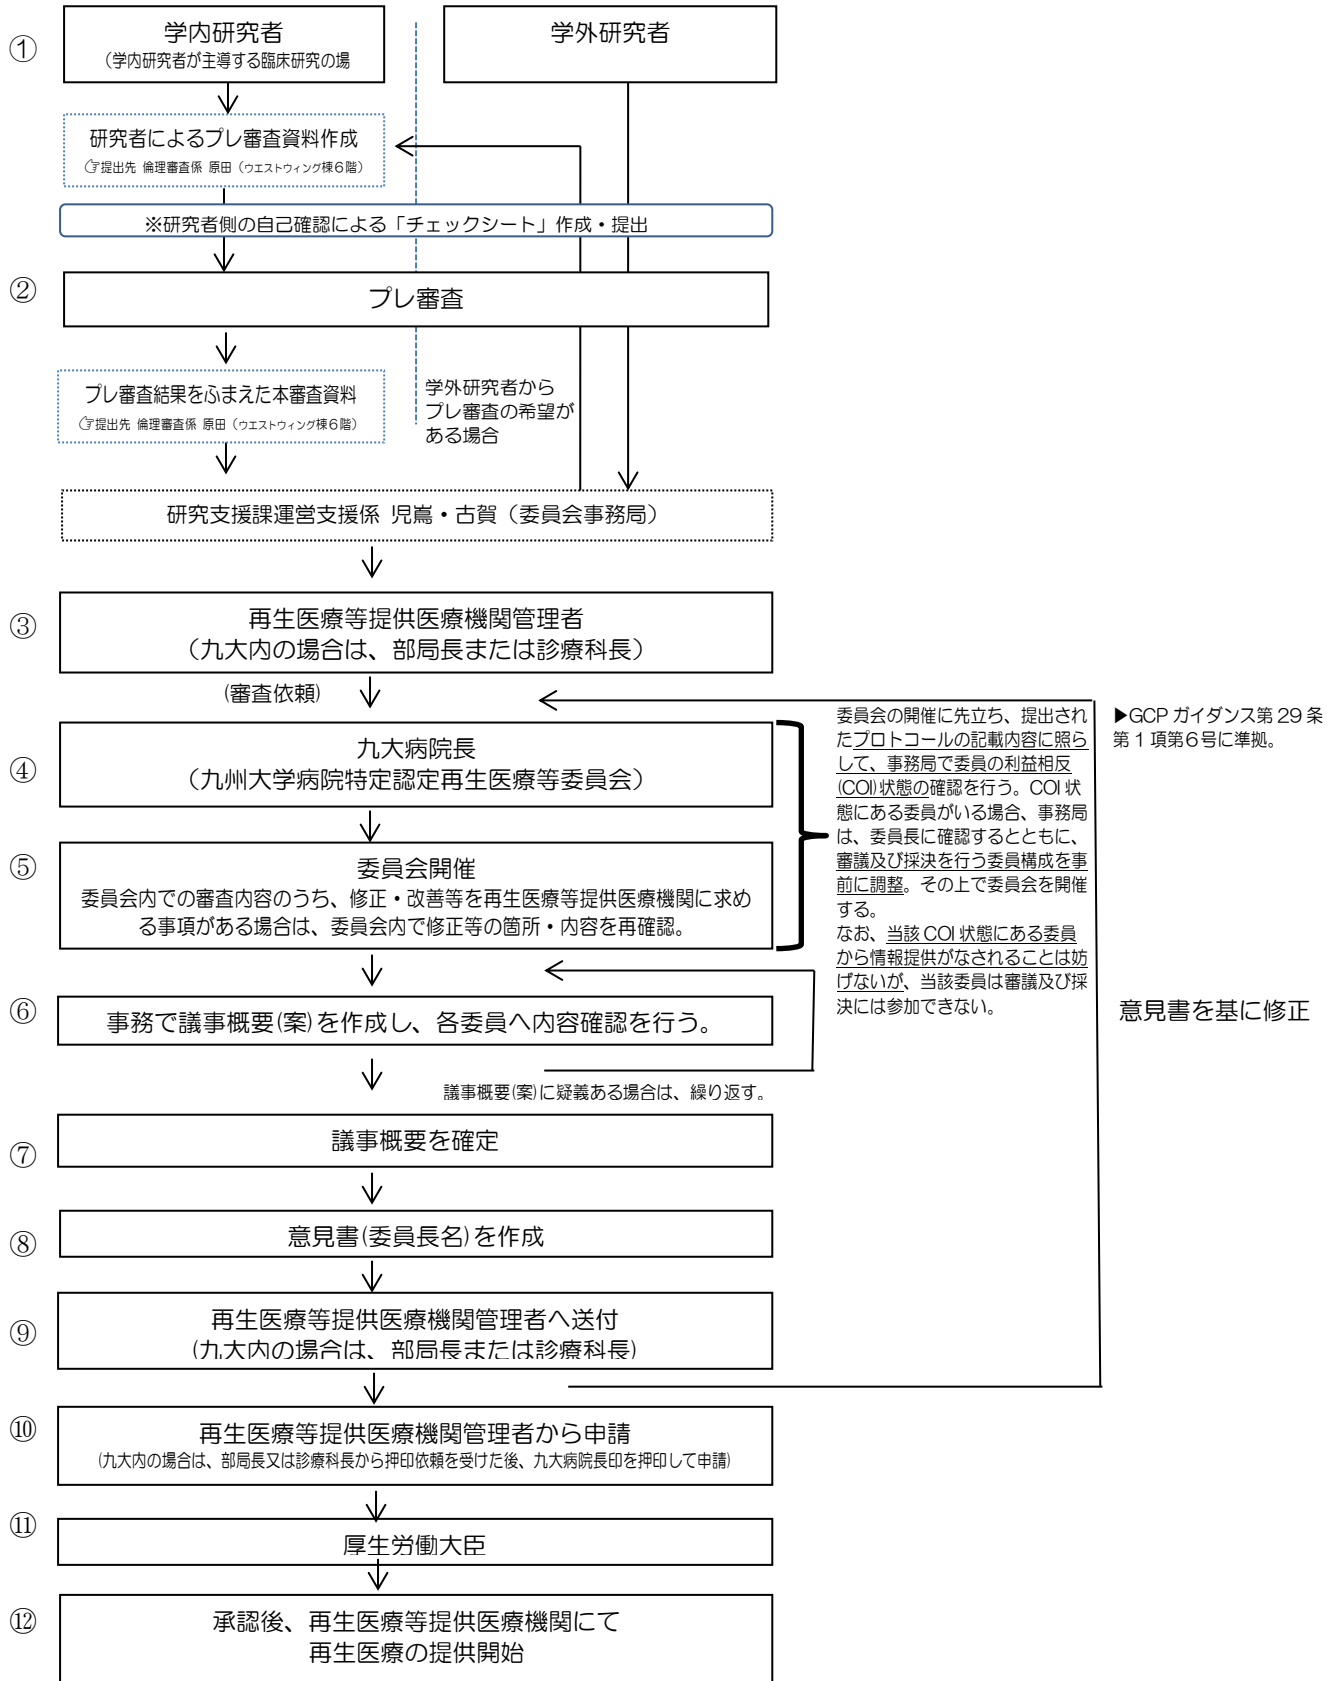 ①
学内研究者
(学内研究者が主導する臨床研究の場
学外研究者
研究者によるプレ審査資料作成
☞提出先 倫理審査係 原田（ウエストウィング棟6階）
※研究者側の自己確認による「チェックシート」作成・提出
②
プレ審査
プレ審査結果をふまえた本審査資料
☞提出先 倫理審査係 原田（ウエストウィング棟6階）
学外研究者から
プレ審査の希望が
ある場合
研究支援課運営支援係 児嶌・古賀（委員会事務局）
③
再生医療等提供医療機関管理者
（九大内の場合は、部局長または診療科長）
(審査依頼)
④
九大病院長
（九州大学病院特定認定再生医療等委員会）
⑤
委員会開催
委員会内での審査内容のうち、修正・改善等を再生医療等提供医療機関に求め
る事項がある場合は、委員会内で修正等の箇所・内容を再確認。
委員会の開催に先立ち、提出され
たプロトコールの記載内容に照ら
して、事務局で委員の利益相反
(COI)状態の確認を行う。COI 状
態にある委員がいる場合、事務局
は、委員長に確認するとともに、
審議及び採決を行う委員構成を事
前に調整。その上で委員会を開催
する。
なお、当該 COI 状態にある委員
から情報提供がなされることは妨
げないが、当該委員は審議及び採
決には参加できない。
▶GCP ガイダンス第 29 条
第 1 項第 6 号に準拠。
⑥
事務で議事概要(案)を作成し、各委員へ内容確認を行う。
意見書を基に修正
議事概要(案)に疑義ある場合は、繰り返す。
⑦
議事概要を確定
⑧
意見書(委員長名)を作成
⑨
再生医療等提供医療機関管理者へ送付
(九大内の場合は、部局長または診療科長)
⑩
再生医療等提供医療機関管理者から申請
(九大内の場合は、部局長又は診療科長から押印依頼を受けた後、九大病院長印を押印して申請)
⑪
厚生労働大臣
⑫
承認後、再生医療等提供医療機関にて
再生医療の提供開始